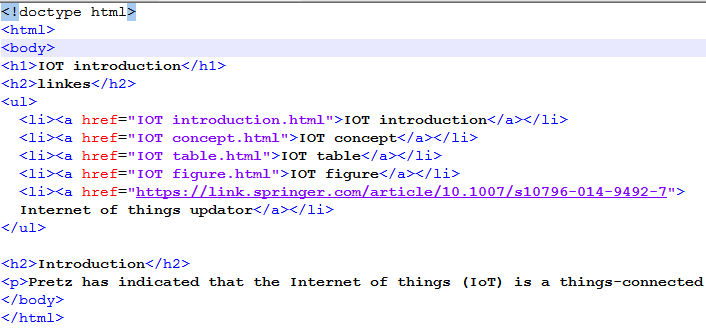 <!doctype html>
<html>
<body>
<h1>IOT introduction</h1>
<h2>linkes</h2>
<ul>
  <li><a href="IOT introduction.html">IOT introduction</a></li>
  <li><a href="IOT concept.html">IOT concept</a></li>
  <li><a href="IOT table.html">IOT table</a></li>
  <li><a href="IOT figure.html">IOT figure</a></li>
  <li><a href="https://link.springer.com/article/10.1007/s10796-014-9492-7">
  Internet of things updator</a></li>
</ul>
<h2>Introduction</h2>
<p>Pretz has indicated that the Internet of things (IoT) is a things-connected
</body>
</html>